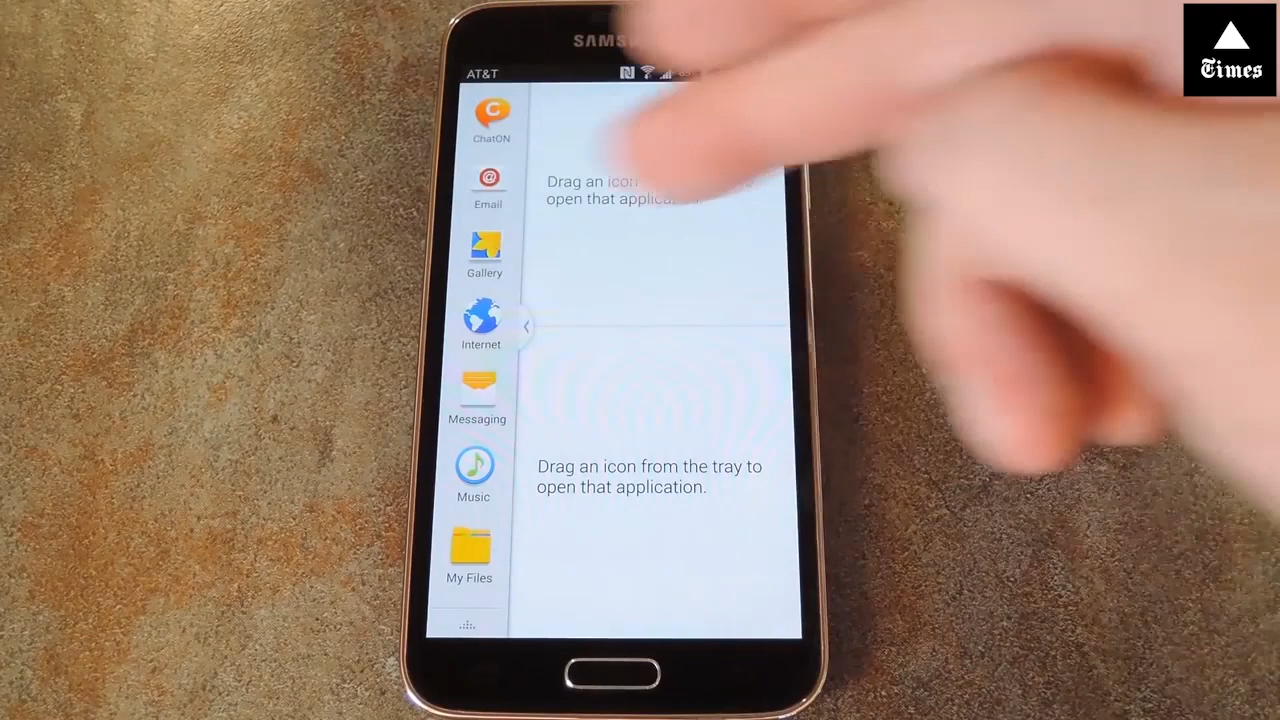 SAMS
AT&T
ChatON
Drag an icon
open that applica
Email
Gallery
Internet
Messaging
Drag an icon from the tray to
open that application.
Music
My Files
Times